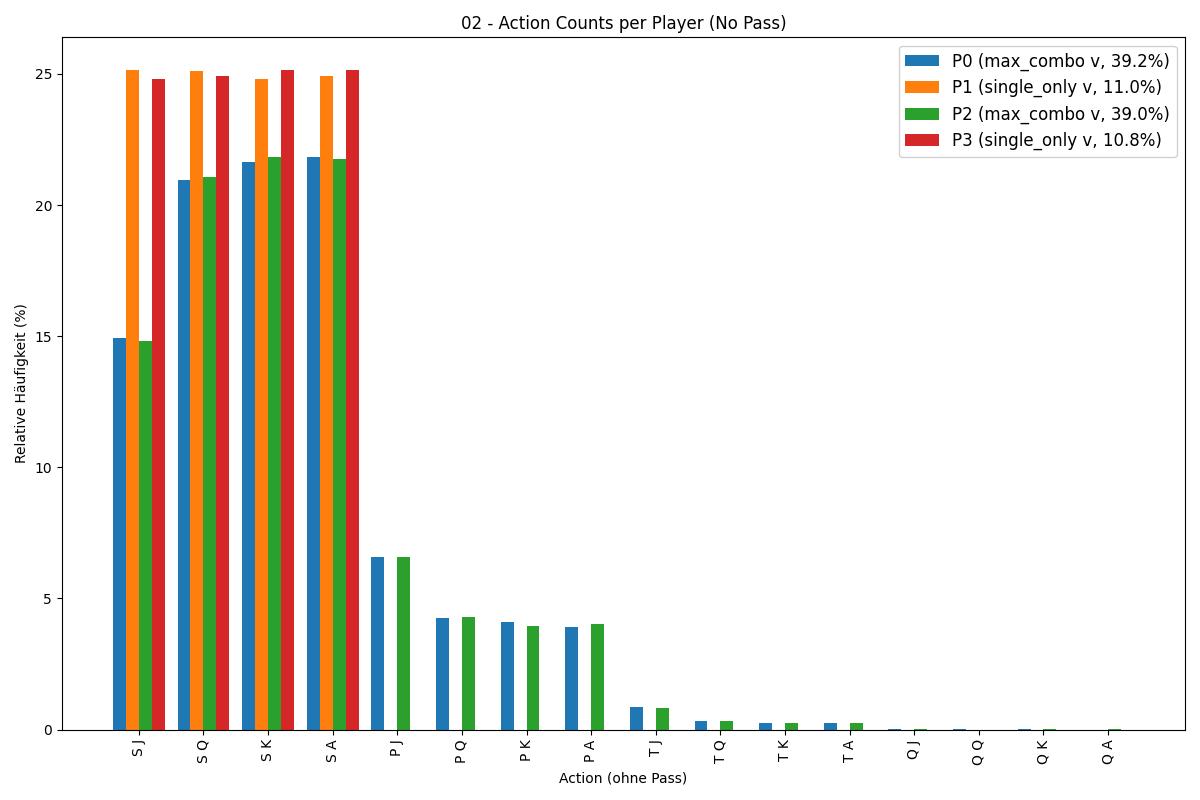 02 - Action Counts per Player (No Pass)
P0 (max_combo v, 39.2%)
P1 (single_only v, 11.0%)
P2 (max_combo v, 39.0%)
P3 (single_only v, 10.8%)
Relative Häufigkeit (%)
25
20
15
10
5
0
S J
S Q
S K
S A
P J
P Q
P K
P A
T J
T Q
T K
T A
Q J
Q Q
Q K
Q A
Action (ohne Pass)